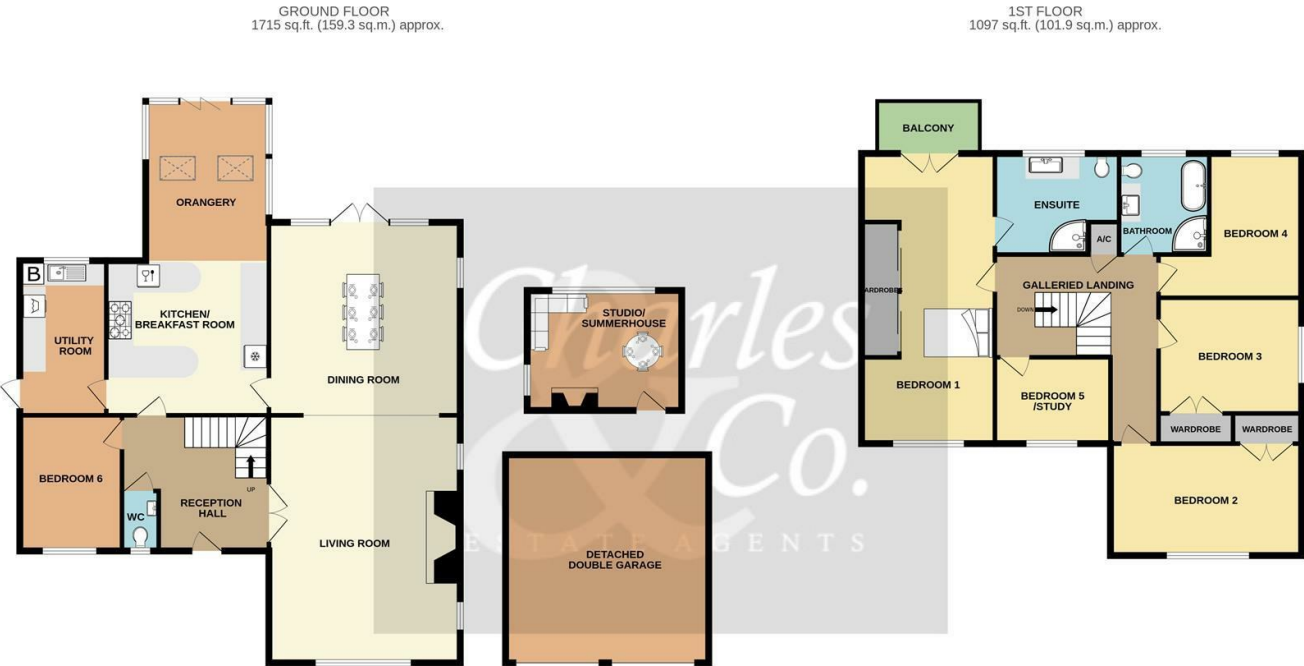 GROUND FLOOR
1715 sq.ft. (159.3 sq.m.) approx.
1ST FLOOR
1097 sq.ft. (101.9 sq.m.) approx.
ORANGERY
B
KITCHEN/
BREAKFAST ROOM
UTILITY
ROOM
DINING ROOM
BEDROOM 6
WC
RECEPTION
HALL
UP
LIVING ROOM
STUDIO/
SUMMERHOUSE
DETACHED
DOUBLE GARAGE
BALCONY
ENSUITE
BATHROOM
A/C
BEDROOM 4
GALLERIED LANDING
DOWN
ARDROBE
BEDROOM 1
BEDROOM 3
BEDROOM 5
/STUDY
WARDROBE
WARDROBE
BEDROOM 2
Charles
& Co.
ESTATE AGENTS